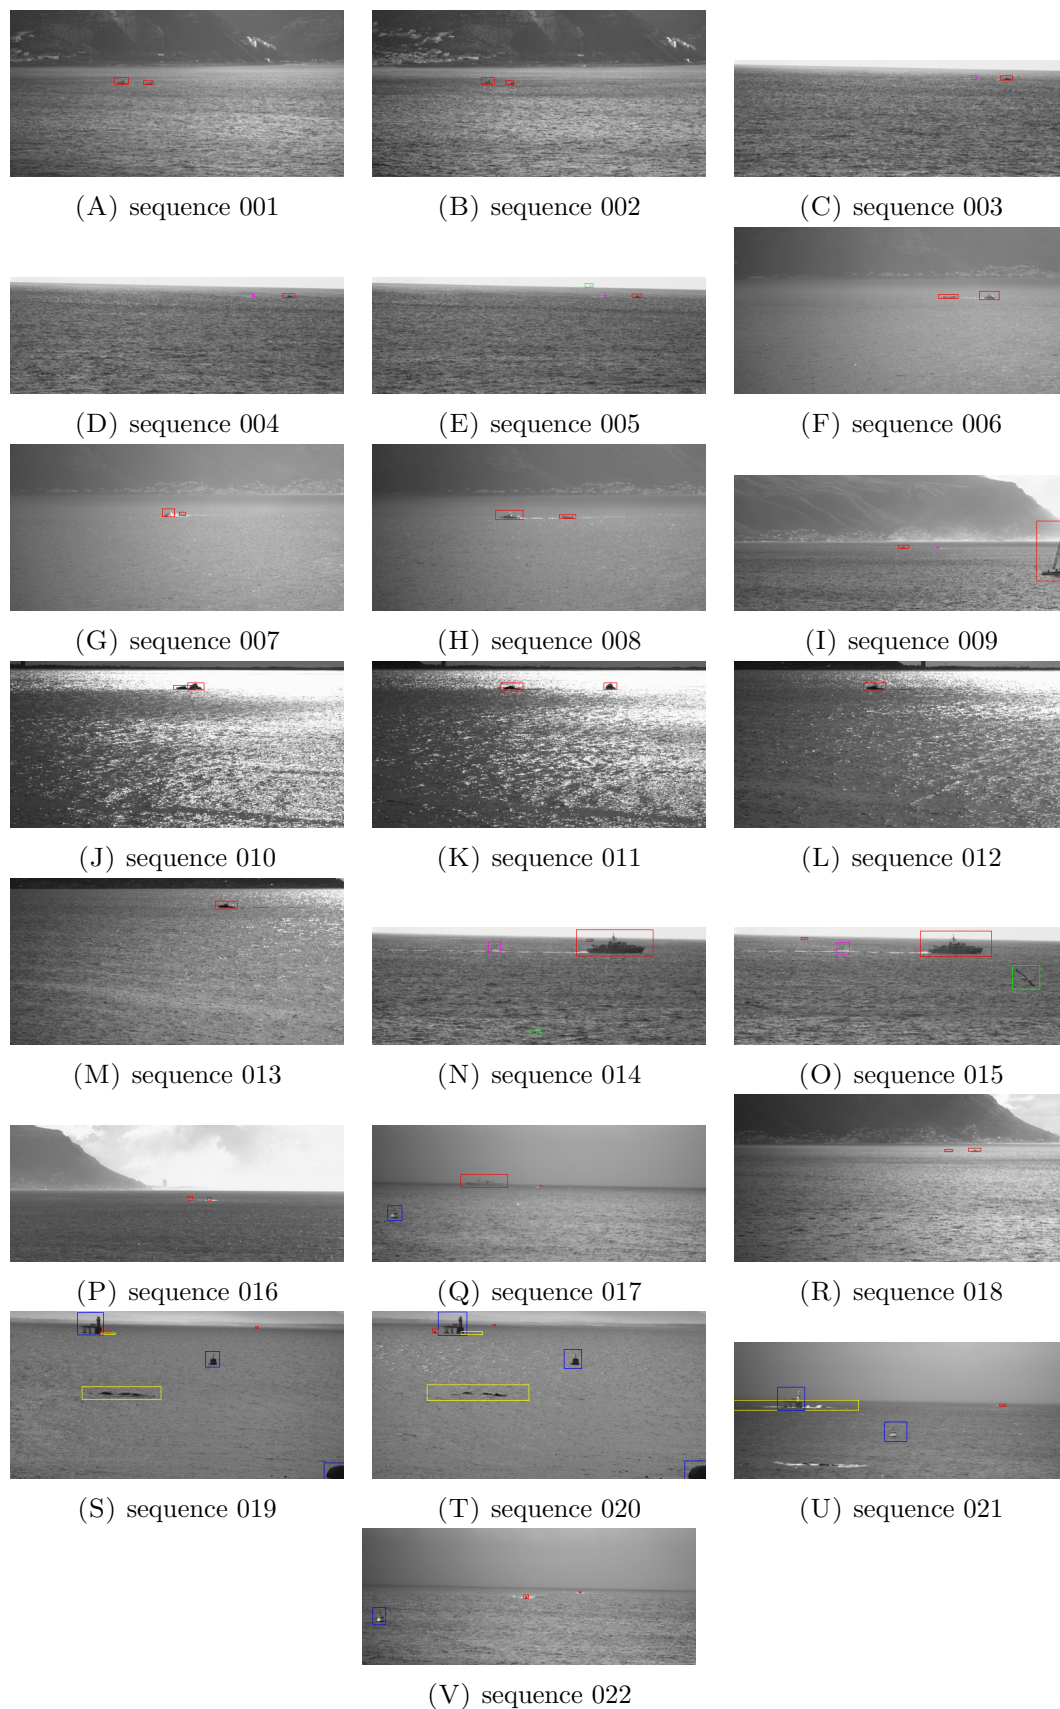 (A) sequence 001
(B) sequence 002
(C) sequence 003
(D) sequence 004
(E) sequence 005
(F) sequence 006
(G) sequence 007
(H) sequence 008
(I) sequence 009
(J) sequence 010
(K) sequence 011
(L) sequence 012
(M) sequence 013
(N) sequence 014
(O) sequence 015
(P) sequence 016
(Q) sequence 017
(R) sequence 018
(S) sequence 019
(T) sequence 020
(U) sequence 021
(V) sequence 022